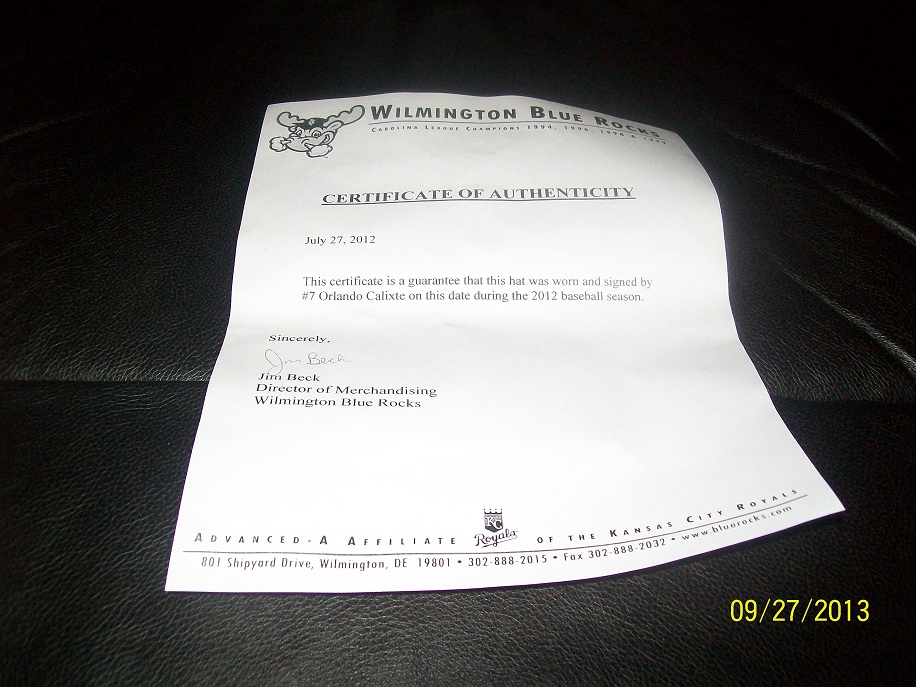 WILMINGTON BLUE ROCKS
CAROLINA LEAGUE CHAMPIONS 1994, 1996, 1998 & 1999
CERTIFICATE OF AUTHENTICITY
July 27, 2012
This certificate is a guarantee that this hat was worn and signed by
#7 Orlando Calixte on this date during the 2012 baseball season.
Sincerely,
Jim Beck
Jim Beck
Director of Merchandising
Wilmington Blue Rocks
KC
ADVANCED-A AFFILIATE Royals OF THE KANSAS CITY ROYALS
801 Shipyard Drive, Wilmington, DE 19801 • 302-888-2015 • Fax 302-888-2032 • www.bluerocks.com
09/27/2013